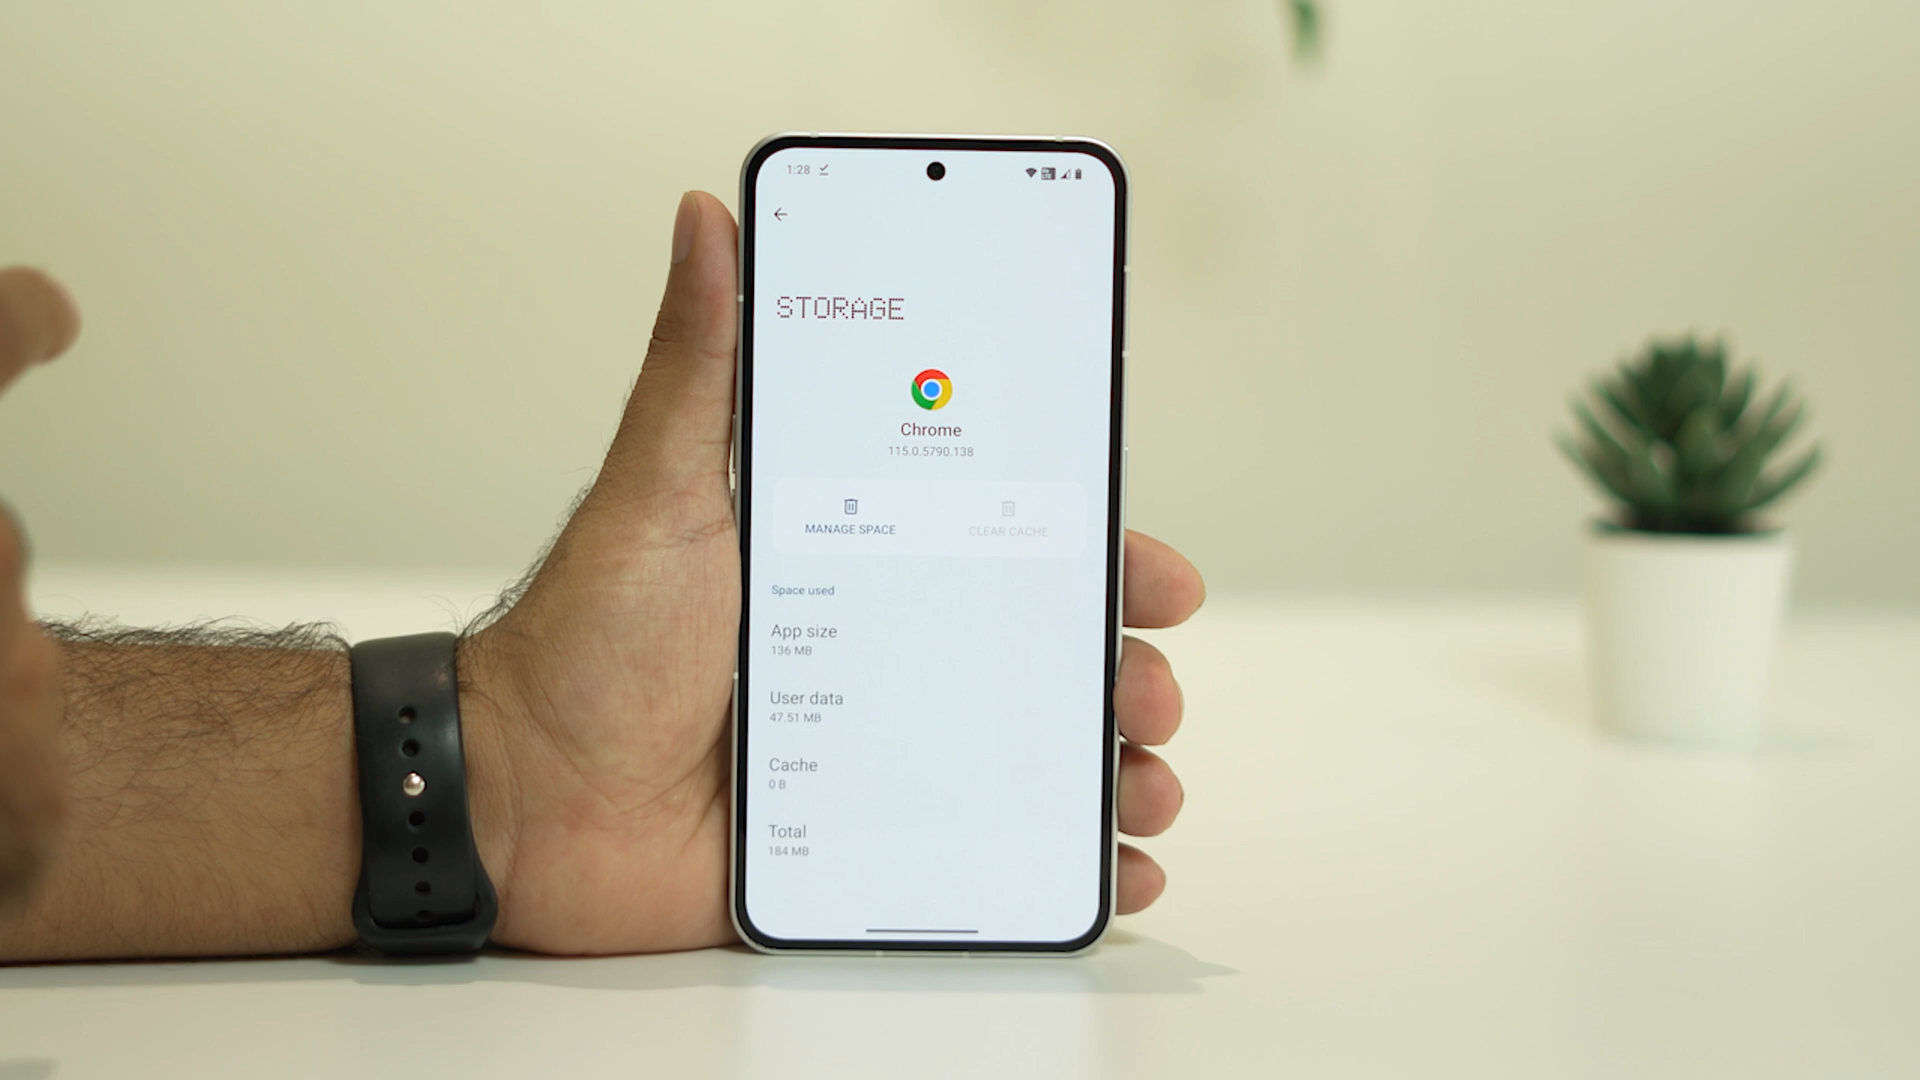 1:28
STORAGE
Chrome
115.0.5790.138
MANAGE SPACE
CLEAR CACHE
Space used
App size
136 MB
User data
47.51 MB
Cache
0 B
Total
184 MB